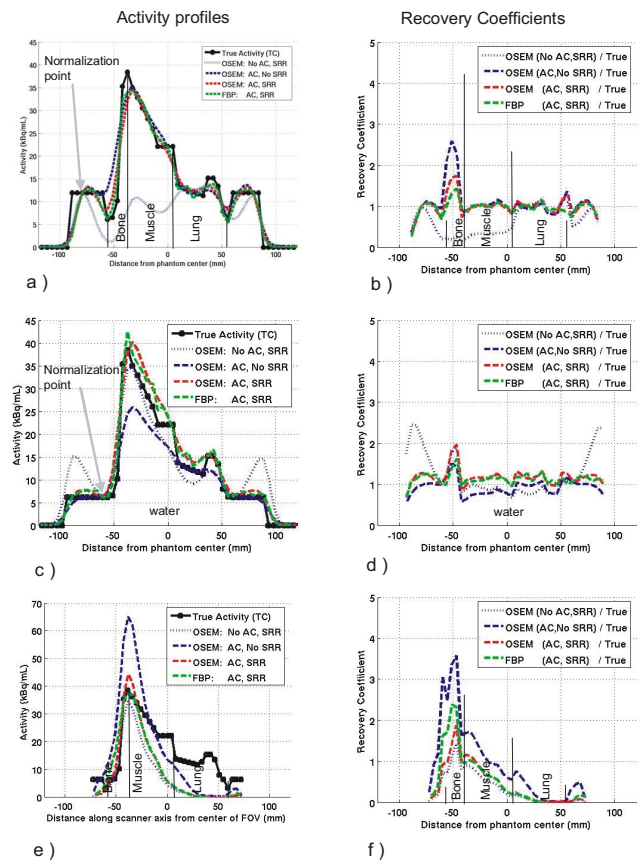 Activity profiles
Recovery Coefficients
a )
Activity (kBq/mL)
45
40
35
30
25
20
15
10
5
0
Normalization
point
True Activity (TC)
OSEM: No AC, SRR
OSEM: AC, No SRR
OSEM: AC, SRR
FBP: AC, SRR
Bone
Muscle
Lung
-100 -50 0 50 100
Distance from phantom center (mm)
b )
Recovery Coefficient
5
4
3
2
1
0
OSEM (No AC,SRR) / True
OSEM (AC,No SRR) / True
OSEM (AC, SRR) / True
FBP (AC, SRR) / True
Bone
Muscle
Lung
-100 -50 0 50 100
Distance from phantom center (mm)
c )
Activity (kBq/mL)
45
40
35
30
25
20
15
10
5
0
Normalization
point
True Activity (TC)
OSEM: No AC, SRR
OSEM: AC, No SRR
OSEM: AC, SRR
FBP: AC, SRR
water
-100 -50 0 50 100
Distance from phantom center (mm)
d )
Recovery Coefficient
5
4
3
2
1
0
OSEM (No AC,SRR) / True
OSEM (AC,No SRR) / True
OSEM (AC, SRR) / True
FBP (AC, SRR) / True
water
-100 -50 0 50 100
Distance from phantom center (mm)
e )
Activity (kBq/mL)
70
60
50
40
30
20
10
0
True Activity (TC)
OSEM: No AC, SRR
OSEM: AC, No SRR
OSEM: AC, SRR
FBP: AC, SRR
Bone
Muscle
Lung
-100 -50 0 50 100
Distance along scanner axis from center of FOV (mm)
f )
Recovery Coefficient
5
4
3
2
1
0
OSEM (No AC,SRR) / True
OSEM (AC,No SRR) / True
OSEM (AC, SRR) / True
FBP (AC, SRR) / True
Bone
Muscle
Lung
-100 -50 0 50 100
Distance from phantom center (mm)